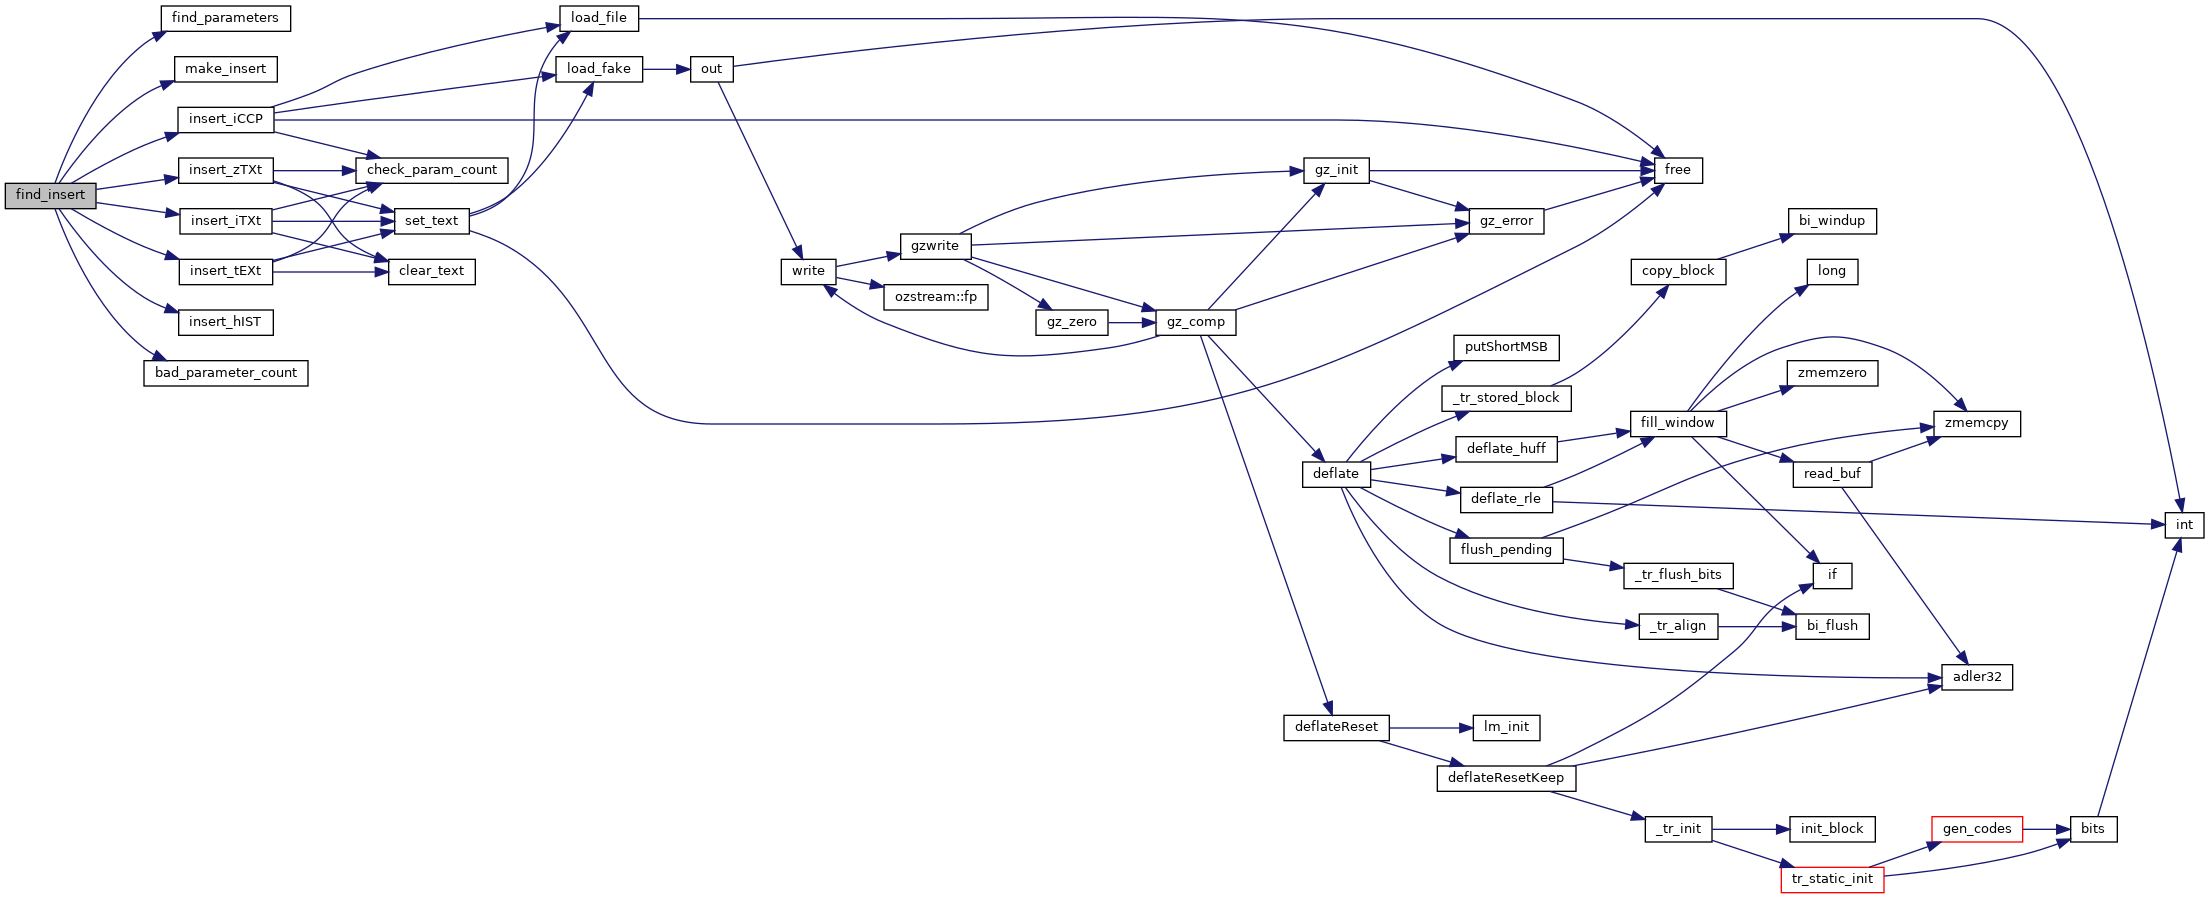 find_insert
find_parameters
make_insert
insert_iCCP
insert_zTXt
insert_iTXt
insert_tEXt
insert_hIST
bad_parameter_count
check_param_count
set_text
clear_text
load_file
load_fake
out
write
gzwrite
ozstream::fp
gz_zero
gz_comp
gz_init
deflate
deflateReset
gz_error
putShortMSB
_tr_stored_block
deflate_huff
deflate_rle
flush_pending
lm_init
deflateResetKeep
free
copy_block
fill_window
_tr_flush_bits
_tr_align
_tr_init
bi_windup
long
zmemzero
read_buf
if
bi_flush
init_block
tr_static_init
zmemcpy
adler32
gen_codes
bits
int